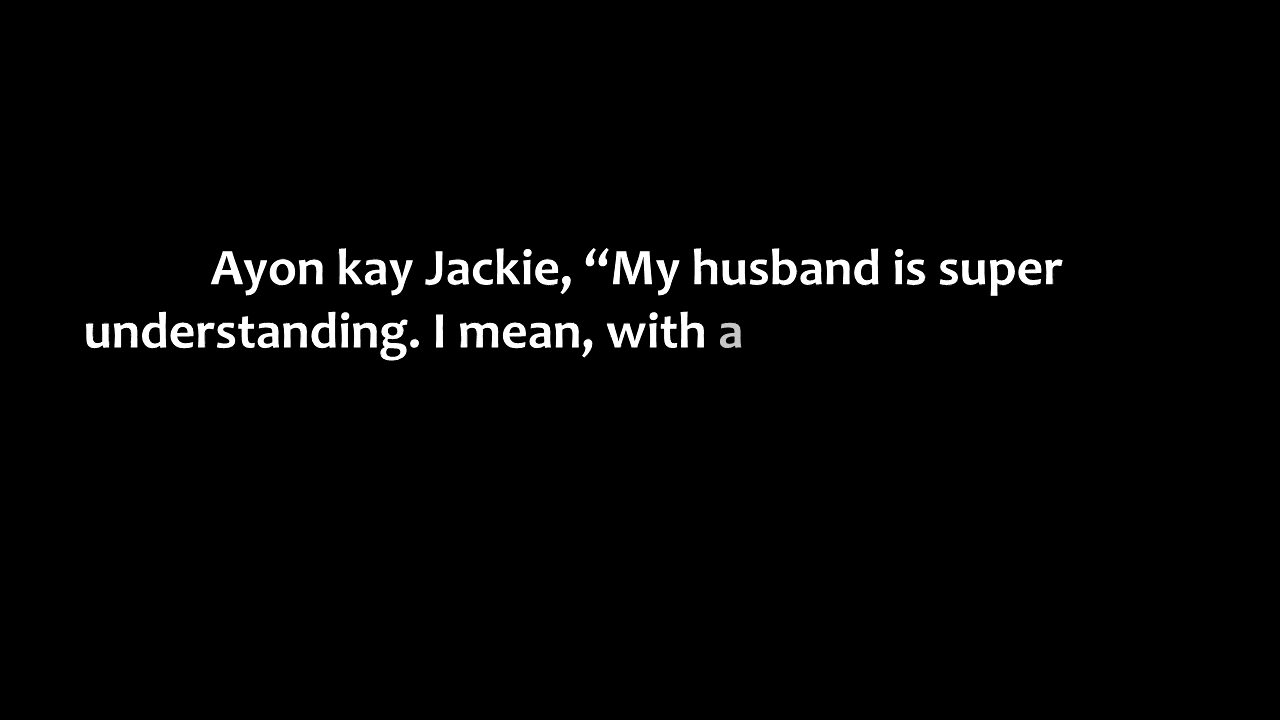 Ayon kay Jackie, “My husband is super
understanding. I mean, with a